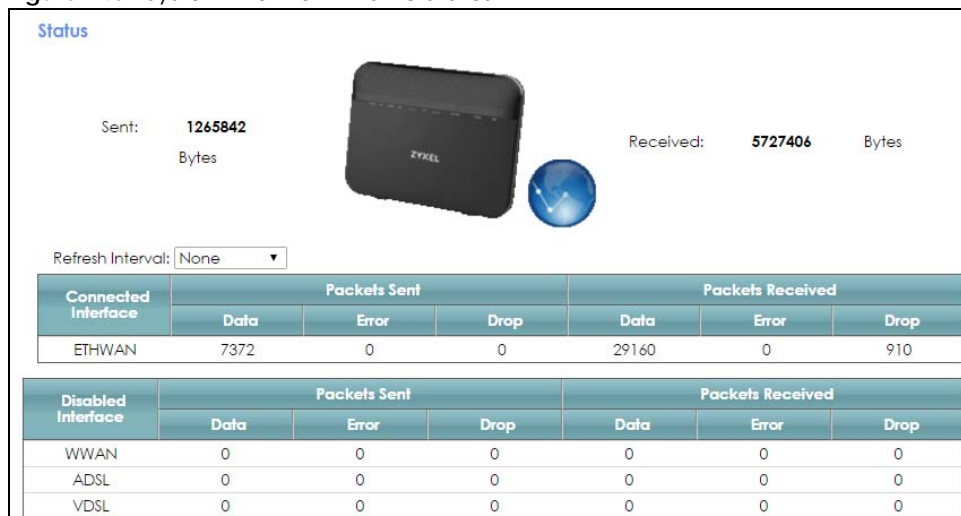 Status
Sent: 1265842 Bytes
ZYXEL
Received: 5727406 Bytes
Refresh Interval: None
Connected Interface Packets Sent Packets Received
Data Error Drop Data Error Drop
ETHWAN 7372 0 0 29160 0 910
Disabled Interface Packets Sent Packets Received
Data Error Drop Data Error Drop
WWAN 0 0 0 0 0 0
ADSL 0 0 0 0 0 0
VDSL 0 0 0 0 0 0